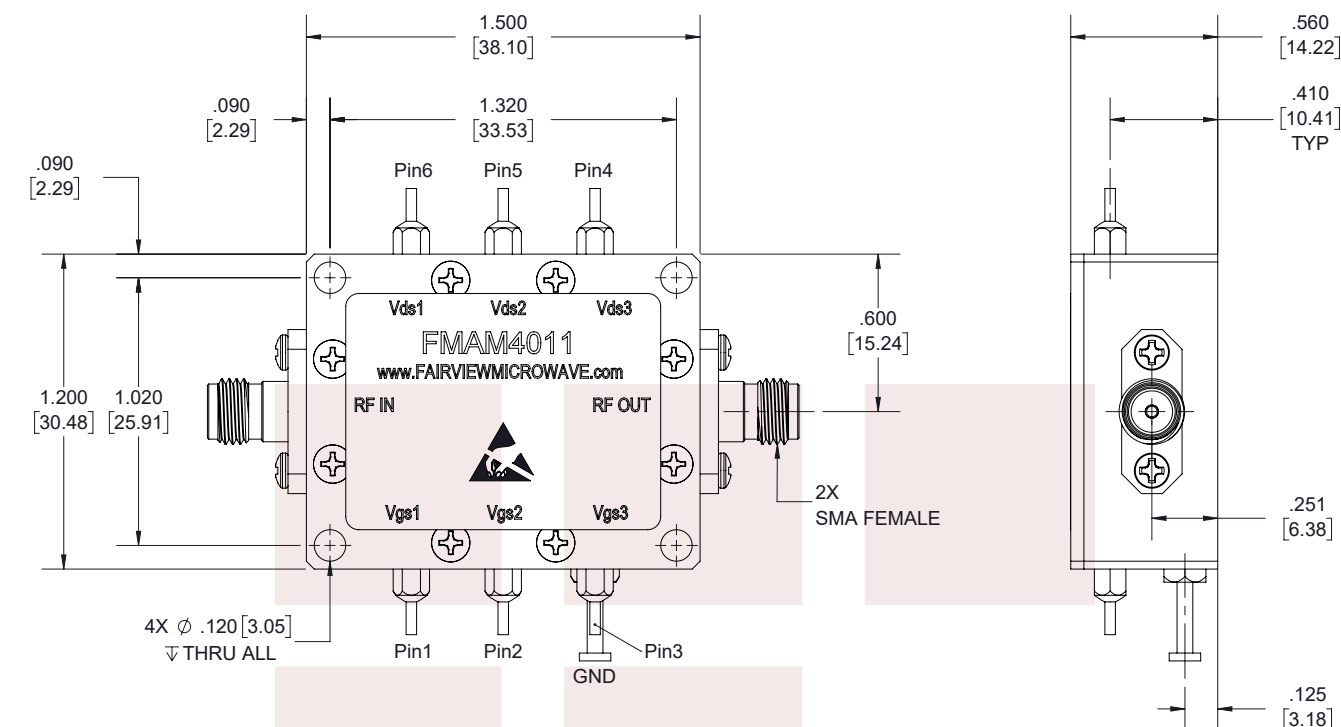 1.500
[38.10]
.560
[14.22]
.090
[2.29]
1.320
[33.53]
.410
[10.41]
TYP
.090
[2.29]
Pin6
Pin5
Pin4
Vds1
Vds2
Vds3
FMAM4011
www.FAIRVIEWMICROWAVE.com
.600
[15.24]
1.200
[30.48]
1.020
[25.91]
RF IN
RF OUT
2X
SMA FEMALE
Vgs1
Vgs2
Vgs3
.251
[6.38]
4X ⌀ .120 [3.05]
↧ THRU ALL
Pin1
Pin2
Pin3
GND
.125
[3.18]